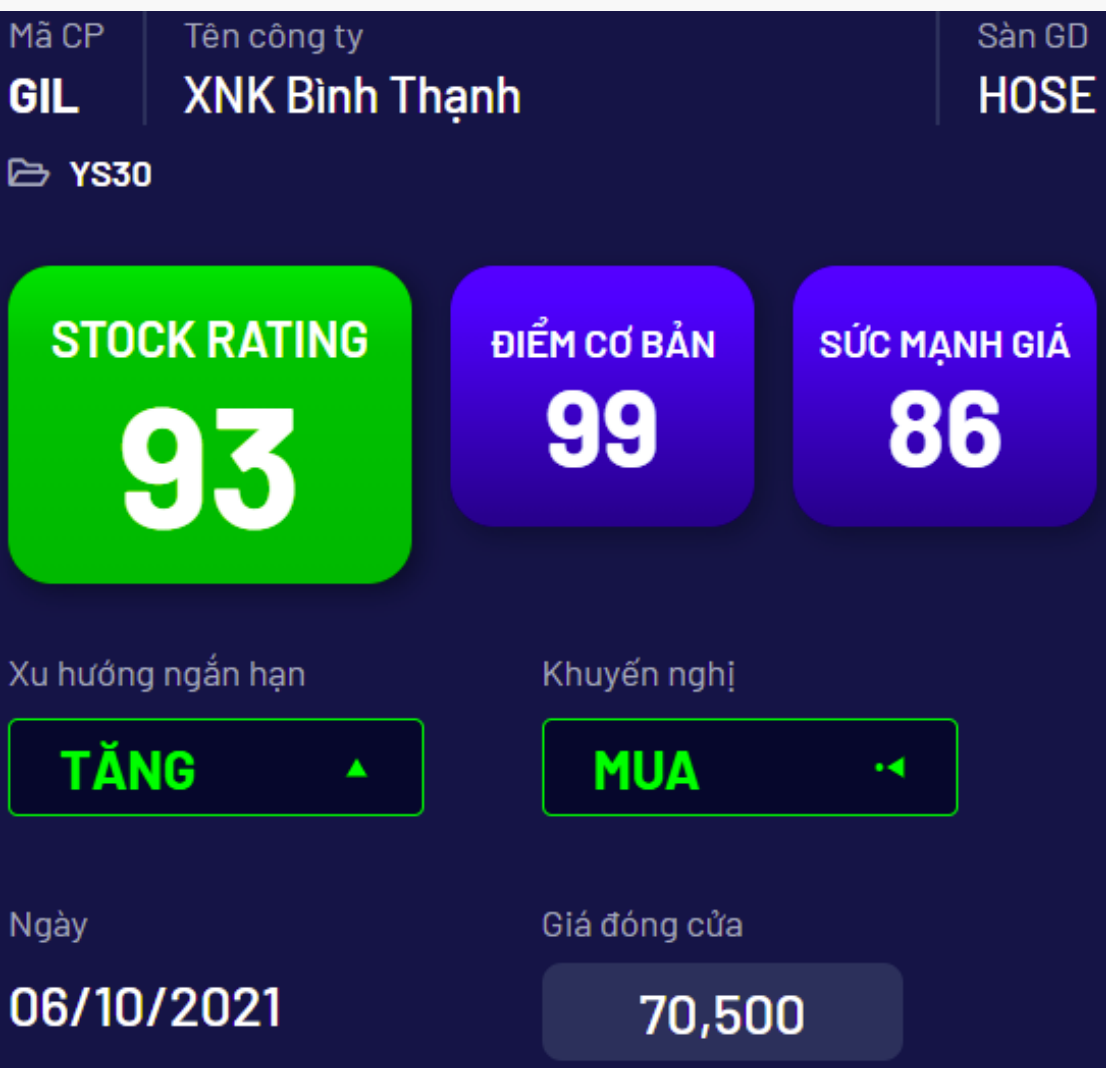 Mã CP Tên công ty Sàn GD
GIL XNK Bình Thạnh HOSE
YS30
STOCK RATING
93
ĐIỂM CƠ BẢN
99
SỨC MẠNH GIÁ
86
Xu hướng ngắn hạn Khuyến nghị
TĂNG MUA
Ngày Giá đóng cửa
06/10/2021 70,500